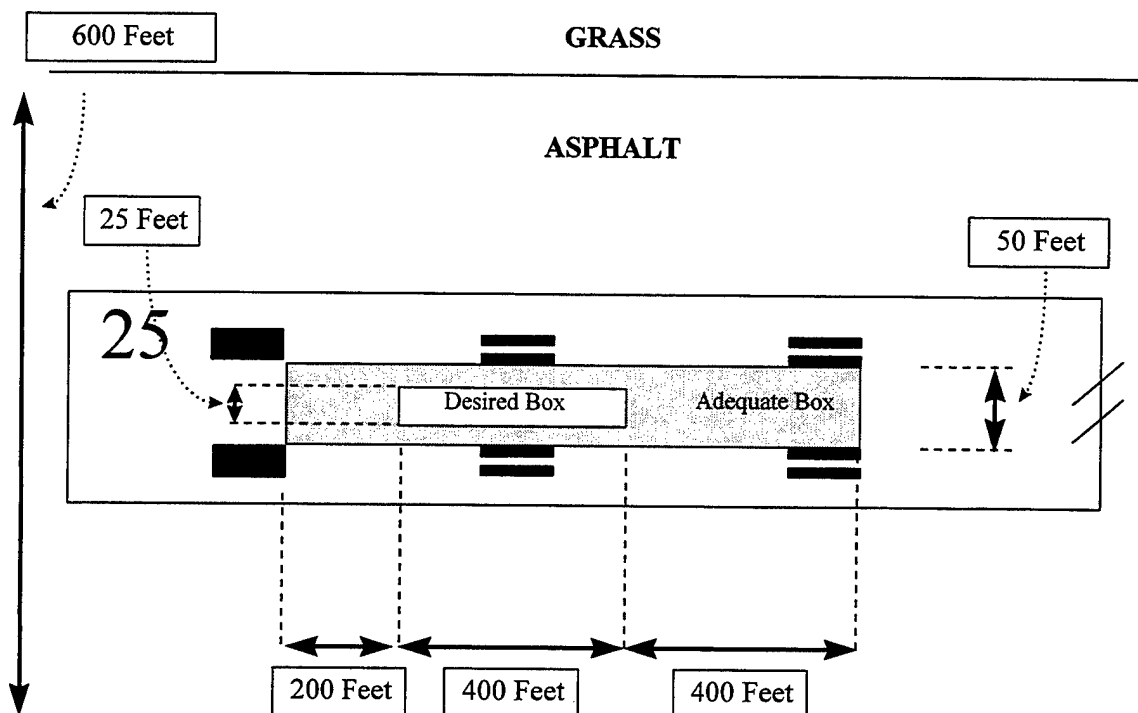 600 Feet
GRASS
ASPHALT
25 Feet
50 Feet
25
Desired Box
Adequate Box
200 Feet
400 Feet
400 Feet